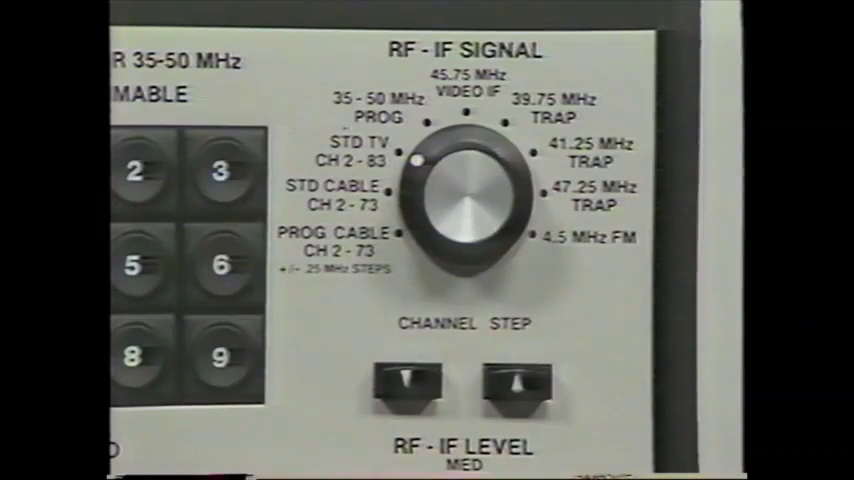 R 35-50 MHz
MABLE
2
3
5
6
8
9
RF - IF SIGNAL
45.75 MHz
VIDEO IF
35 - 50 MHz
PROG
39.75 MHz
TRAP
STD TV
CH 2 - 83
41.25 MHz
TRAP
STD CABLE
CH 2 - 73
47.25 MHz
TRAP
PROG CABLE
CH 2 - 73
+/- .25 MHz STEPS
4.5 MHz FM
CHANNEL STEP
RF - IF LEVEL
MED